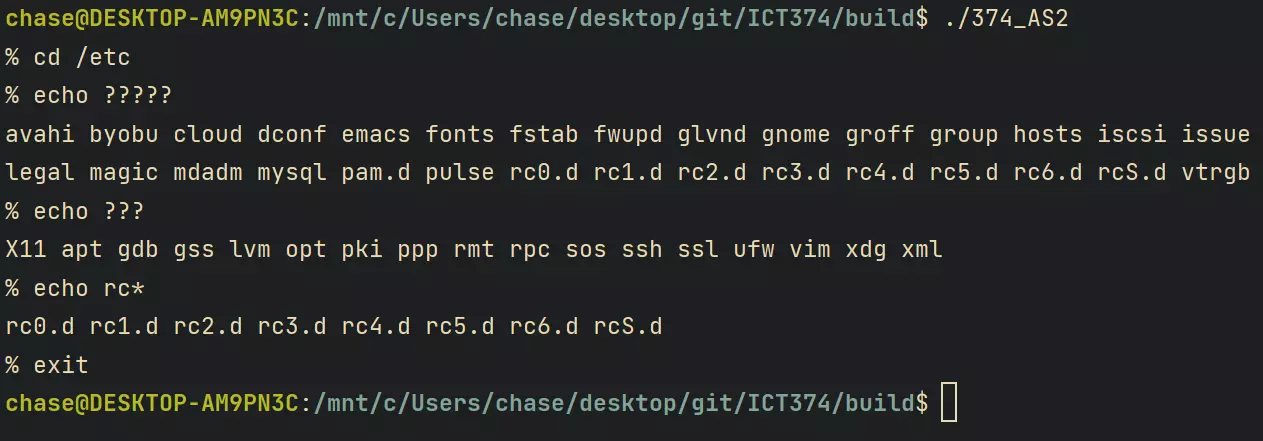 chase@DESKTOP-AM9PN3C:/mnt/c/Users/chase/desktop/git/ICT374/build$ ./374_AS2
% cd /etc
% echo ?????
avahi byobu cloud dconf emacs fonts fstab fwupd glvnd gnome groff group hosts iscsi issue
legal magic mdadm mysql pam.d pulse rc0.d rc1.d rc2.d rc3.d rc4.d rc5.d rc6.d rcS.d vtrgb
% echo ???
X11 apt gdb gss lvm opt pki ppp rmt rpc sos ssh ssl ufw vim xdg xml
% echo rc*
rc0.d rc1.d rc2.d rc3.d rc4.d rc5.d rc6.d rcS.d
% exit
chase@DESKTOP-AM9PN3C:/mnt/c/Users/chase/desktop/git/ICT374/build$